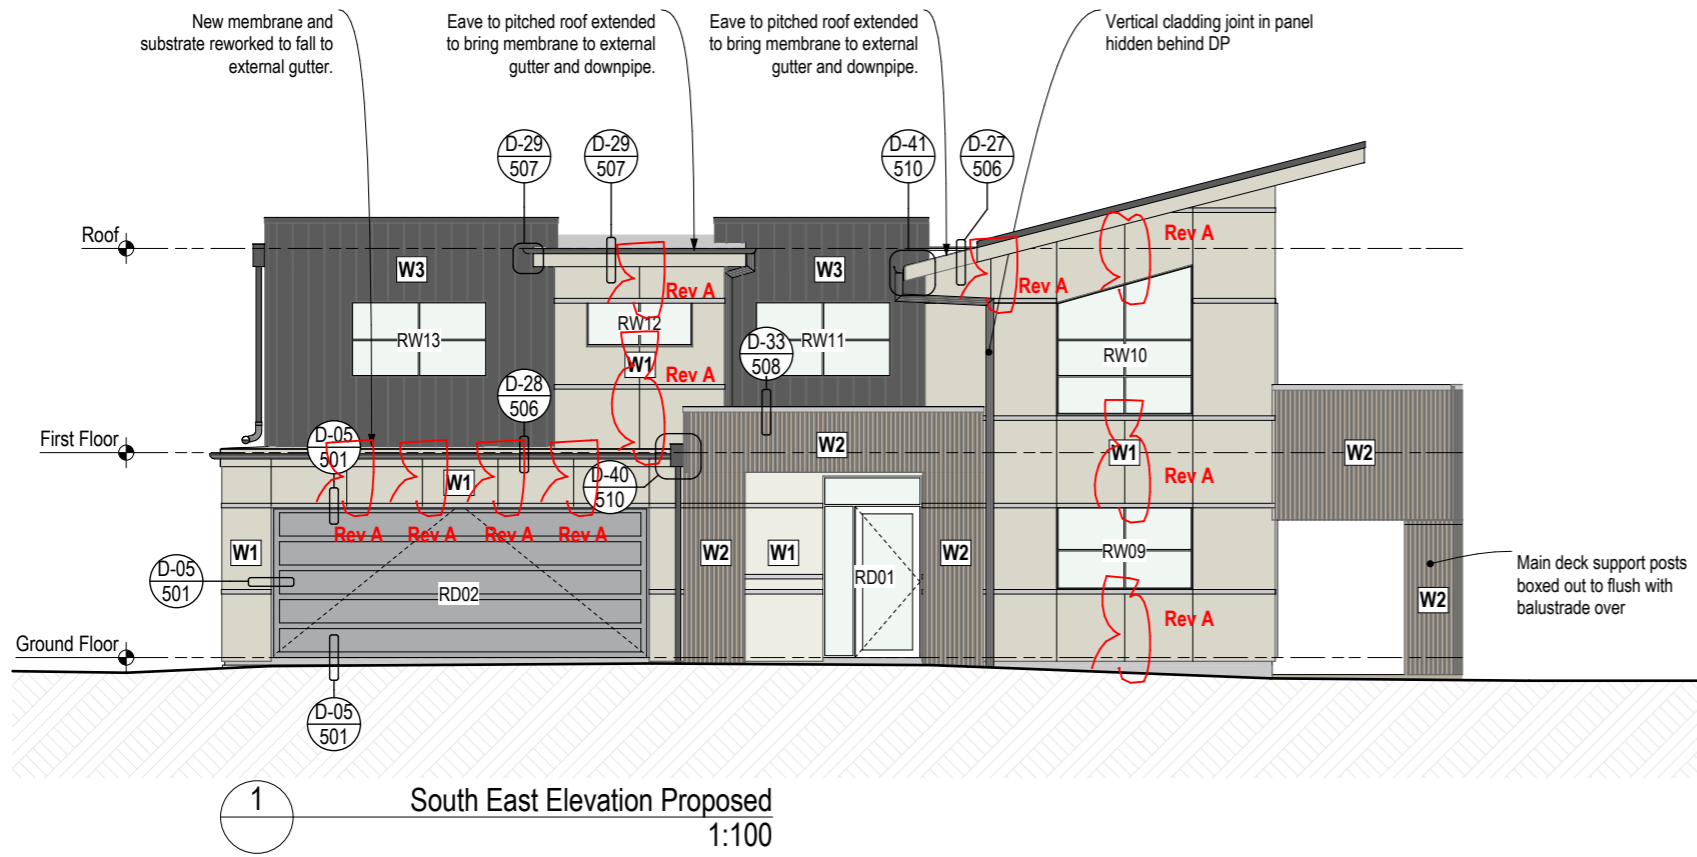 New membrane and
substrate reworked to fall to
external gutter.
Eave to pitched roof extended
to bring membrane to external
gutter and downpipe.
Eave to pitched roof extended
to bring membrane to external
gutter and downpipe.
Vertical cladding joint in panel
hidden behind DP
D-29
507
D-29
507
D-41
510
D-27
506
Roof
Rev A
W3
W3
Rev A
Rev A
RW13
RW12
RW11
D-33
508
RW10
W1
Rev A
D-28
506
First Floor
D-05
501
W2
W1
W2
W1
D-40
510
Rev A
Rev A
Rev A
Rev A
Rev A
W1
W2
W1
W2
RW09
D-05
501
RD02
RD01
Main deck support posts
boxed out to flush with
balustrade over
W2
Rev A
Ground Floor
D-05
501
1
South East Elevation Proposed
1:100